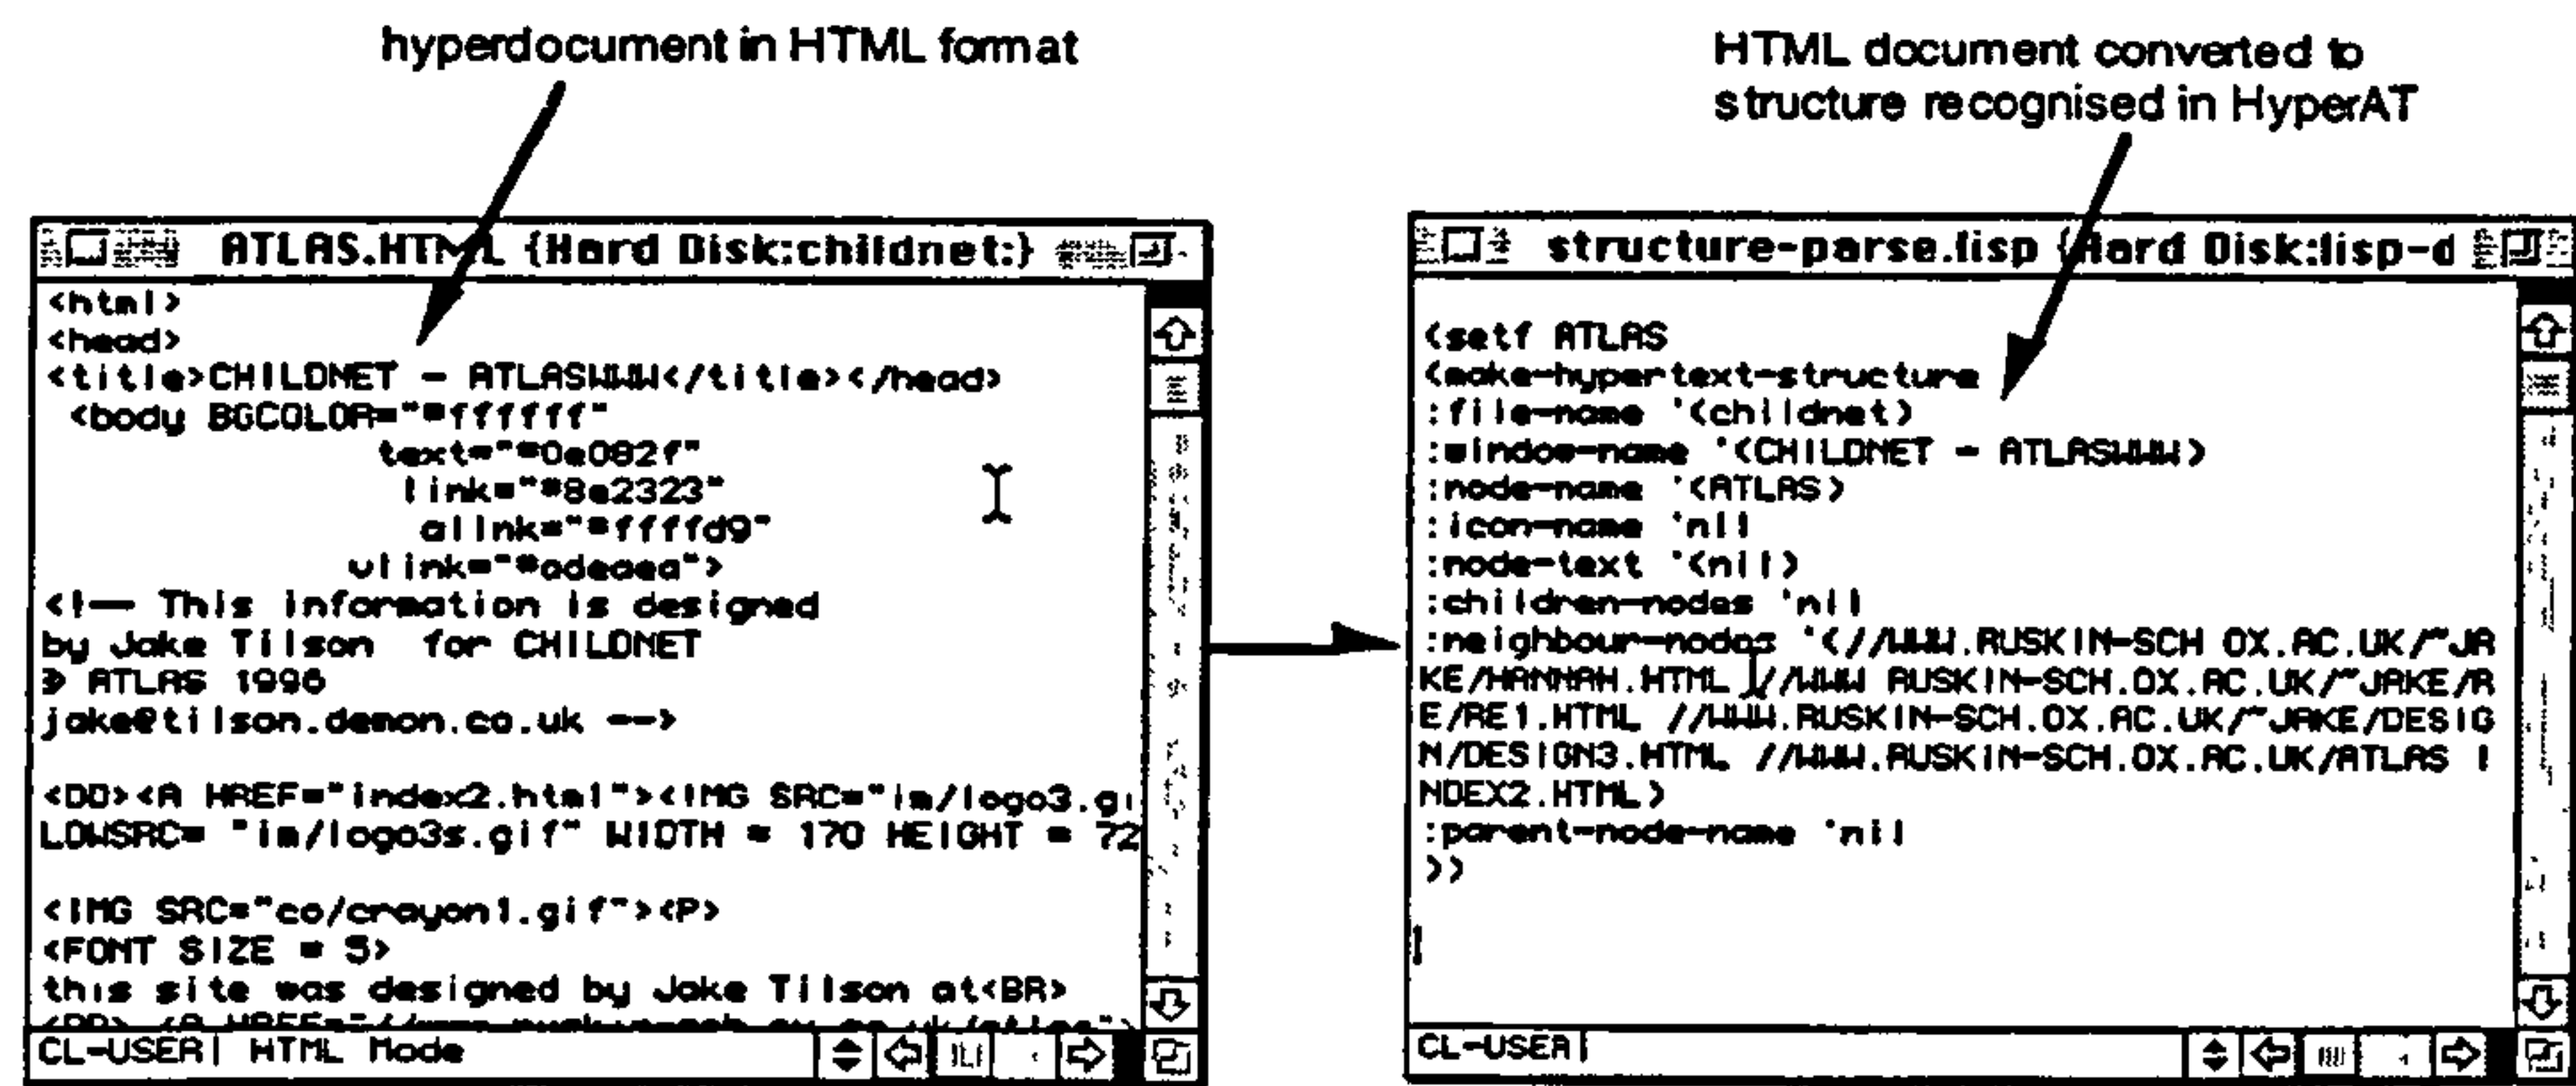 hyperdocument in HTML format
HTML document converted to
structure recognised in HyperAT
ATLAS.HTML {Hard Disk:childnet:}
<html>
<head>
<title>CHILDNET - ATLASWWW</title></head>
<body BGCOLOR="#ffffff"
text="#0e082f"
link="#8e2323"
alink="#ffffd9"
vlink="#adeaea">
<!-- This information is designed
by Jake Tilson for CHILDNET
ATLAS 1996
jake@tilson.demon.co.uk -->
<DD><A HREF="index2.html"><IMG SRC="im/logo3.gi
LOWSRC= "im/logo3s.gif" WIDTH = 170 HEIGHT = 72
<IMG SRC="co/crayon1.gif"><P>
<FONT SIZE = 5>
this site was designed by Jake Tilson at<BR>
CL-USER| HTML Mode
structure-parse.lisp {Hard Disk:lisp-d
(setf ATLAS
(make-hypertext-structure
:file-name '(childnet)
:window-name '(CHILDNET - ATLASWWW)
:node-name '(ATLAS)
:icon-name 'nil
:node-text '(nil)
:children-nodes 'nil
:neighbour-nodes '(//WWW.RUSKIN-SCH OX.AC.UK/~JA
KE/HANNAH.HTML //WWW RUSKIN-SCH.OX.AC.UK/~JAKE/R
E/RE1.HTML //WWW.RUSKIN-SCH.OX.AC.UK/~JAKE/DESIG
N/DESIGN3.HTML //WWW.RUSKIN-SCH.OX.AC.UK/ATLAS I
NDEX2.HTML)
:parent-node-name 'nil
))
CL-USER|